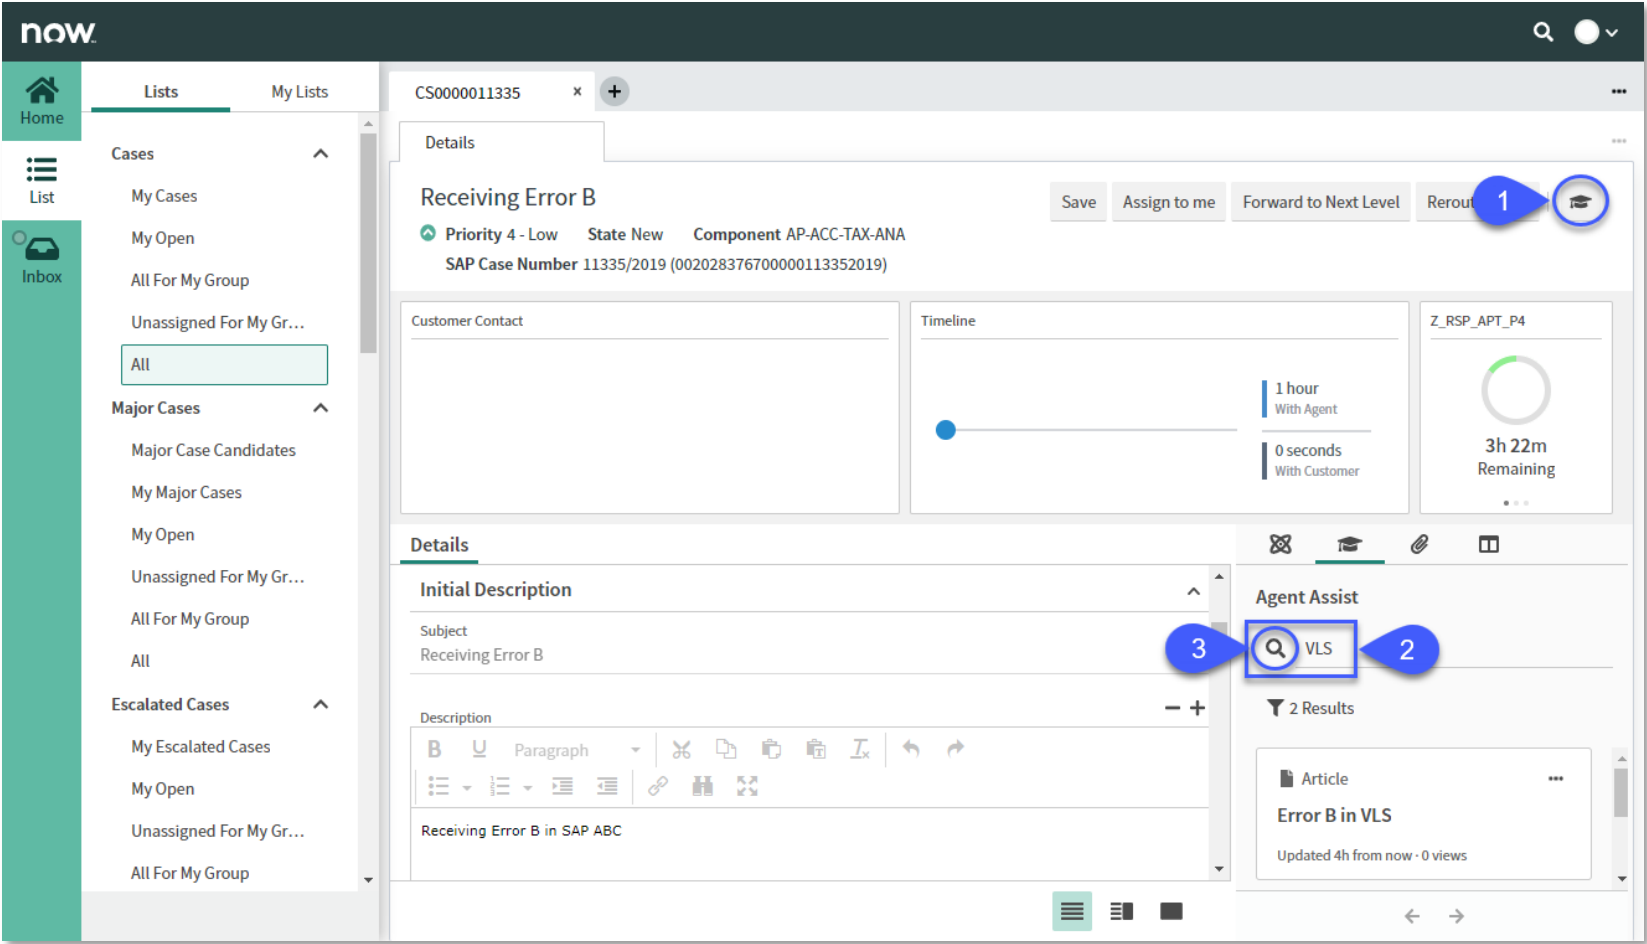 now.
Home
List
Inbox
Lists
My Lists
Cases
My Cases
My Open
All For My Group
Unassigned For My Gr...
All
Major Cases
Major Case Candidates
My Major Cases
My Open
Unassigned For My Gr...
All For My Group
All
Escalated Cases
My Escalated Cases
My Open
Unassigned For My Gr...
All For My Group
CS0000011335
Details
Receiving Error B
Save
Assign to me
Forward to Next Level
1
Priority 4 - Low State New Component AP-ACC-TAX-ANA
SAP Case Number 11335/2019 (002028376700000113352019)
Customer Contact
Timeline
1 hour
With Agent
0 seconds
With Customer
Z_RSP_APT_P4
3h 22m
Remaining
Details
Initial Description
Subject
Receiving Error B
Description
B U Paragraph
Receiving Error B in SAP ABC
Agent Assist
3
VLS
2
2 Results
Article
Error B in VLS
Updated 4h from now · 0 views